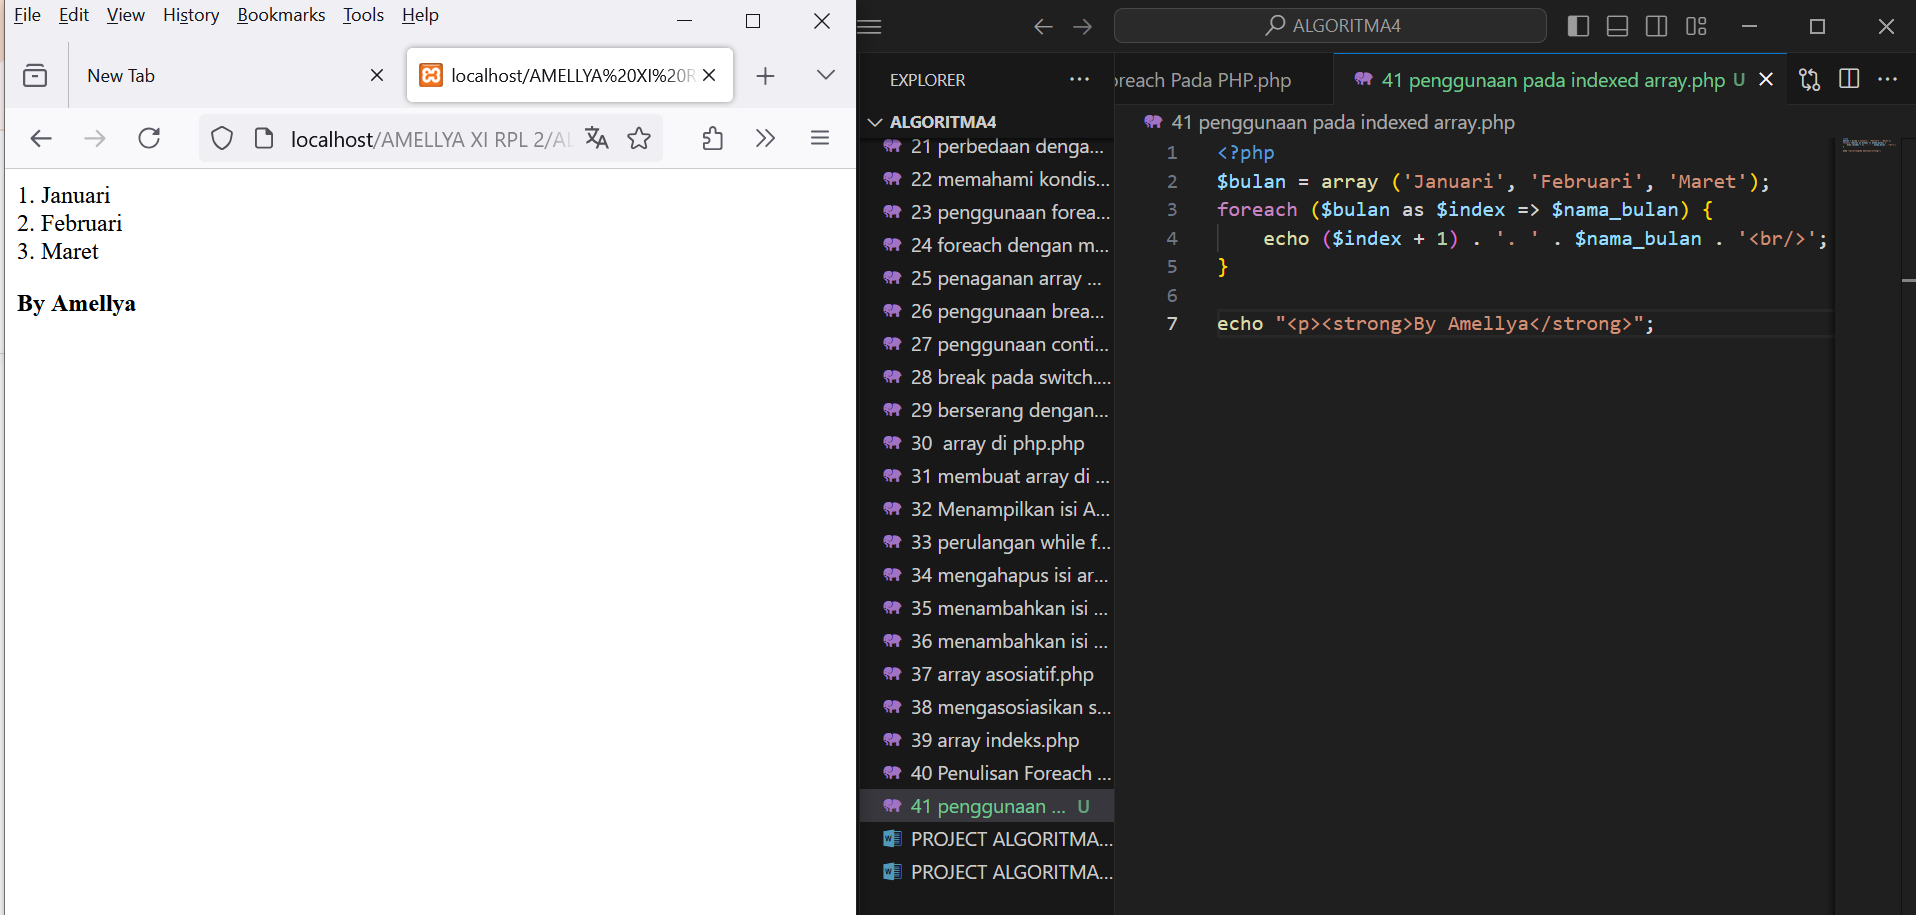 File Edit View History Bookmarks Tools Help
New Tab
localhost/AMELLYA%20XI%20R
localhost/AMELLYA XI RPL 2/AL
1. Januari
2. Februari
3. Maret
By Amellya
ALGORITMA4
EXPLORER
ALGORITMA4
21 perbedaan denga...
22 memahami kondis...
23 penggunaan forea...
24 foreach dengan m...
25 penaganan array ...
26 penggunaan brea...
27 penggunaan conti...
28 break pada switch....
29 berserang dengan...
30  array di php.php
31 membuat array di ...
32 Menampilkan isi A...
33 perulangan while f...
34 mengahapus isi ar...
35 menambahkan isi ...
36 menambahkan isi ...
37 array asosiatif.php
38 mengasosiasikan s...
39 array indeks.php
40 Penulisan Foreach ...
41 penggunaan ... U
PROJECT ALGORITMA...
PROJECT ALGORITMA...
oreach Pada PHP.php
41 penggunaan pada indexed array.php U
41 penggunaan pada indexed array.php
1 <?php
2 $bulan = array ('Januari', 'Februari', 'Maret');
3 foreach ($bulan as $index => $nama_bulan) {
4     echo ($index + 1) . '. ' . $nama_bulan . '<br/>';
5 }
6
7 echo "<p><strong>By Amellya</strong>";